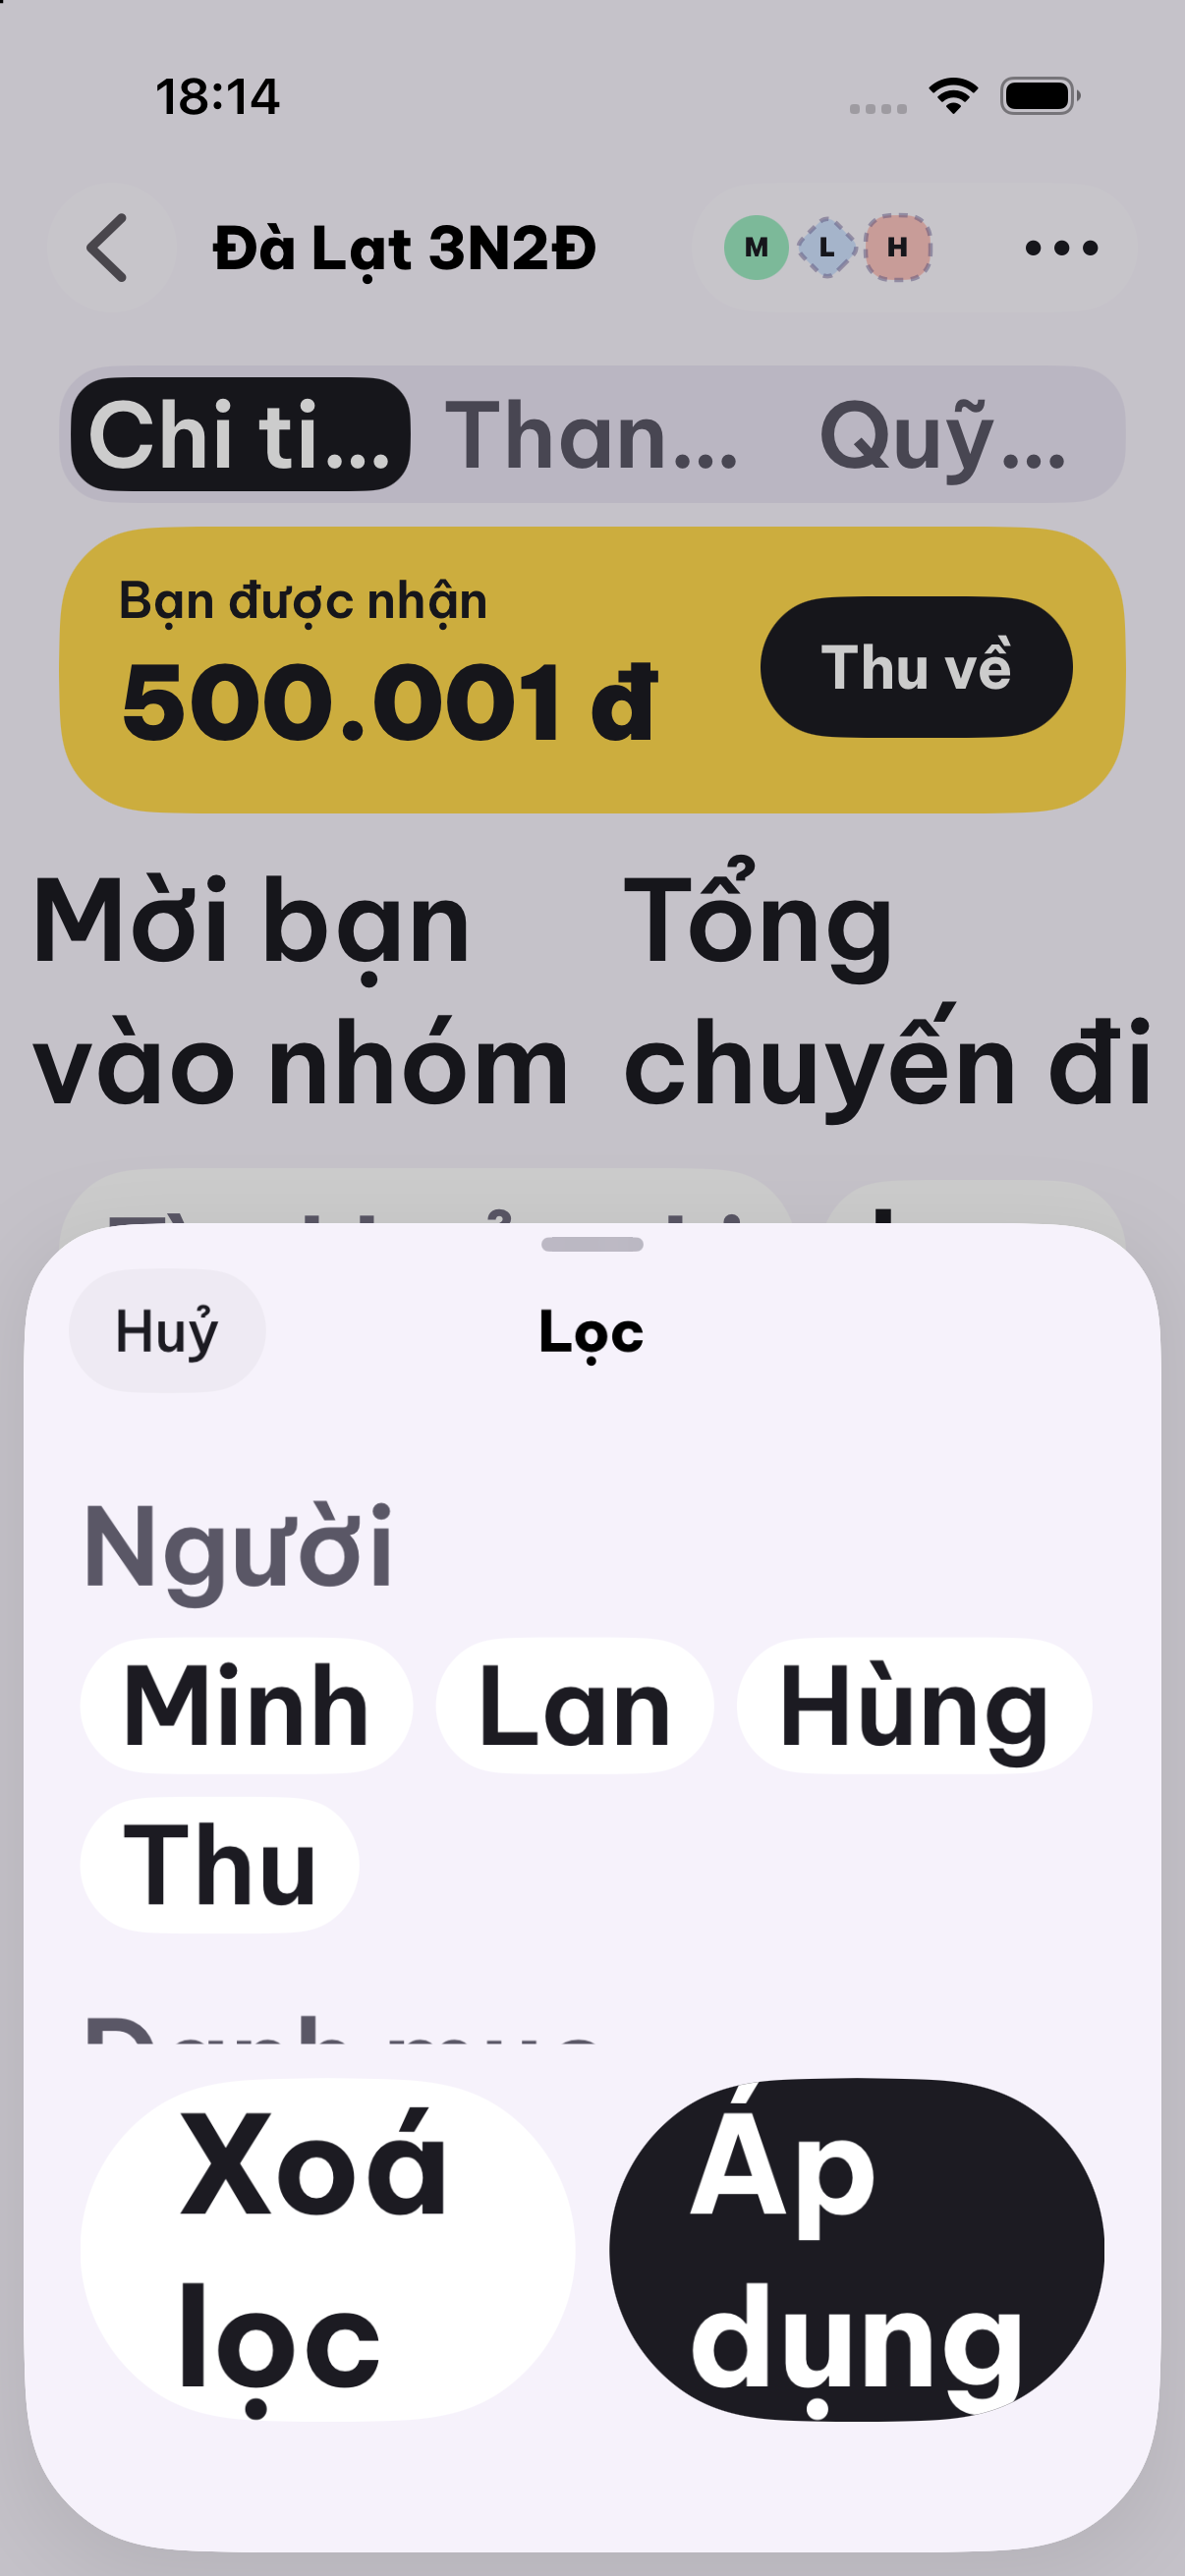 18:14
Đà Lạt 3N2Đ
M L H
Chi ti... Than... Quỹ...
Bạn được nhận
500.001 đ
Thu về
Mời bạn
vào nhóm
Tổng
chuyến đi
Huỷ
Lọc
Người
Minh Lan Hùng
Thu
Xoá
lọc
Áp
dụng